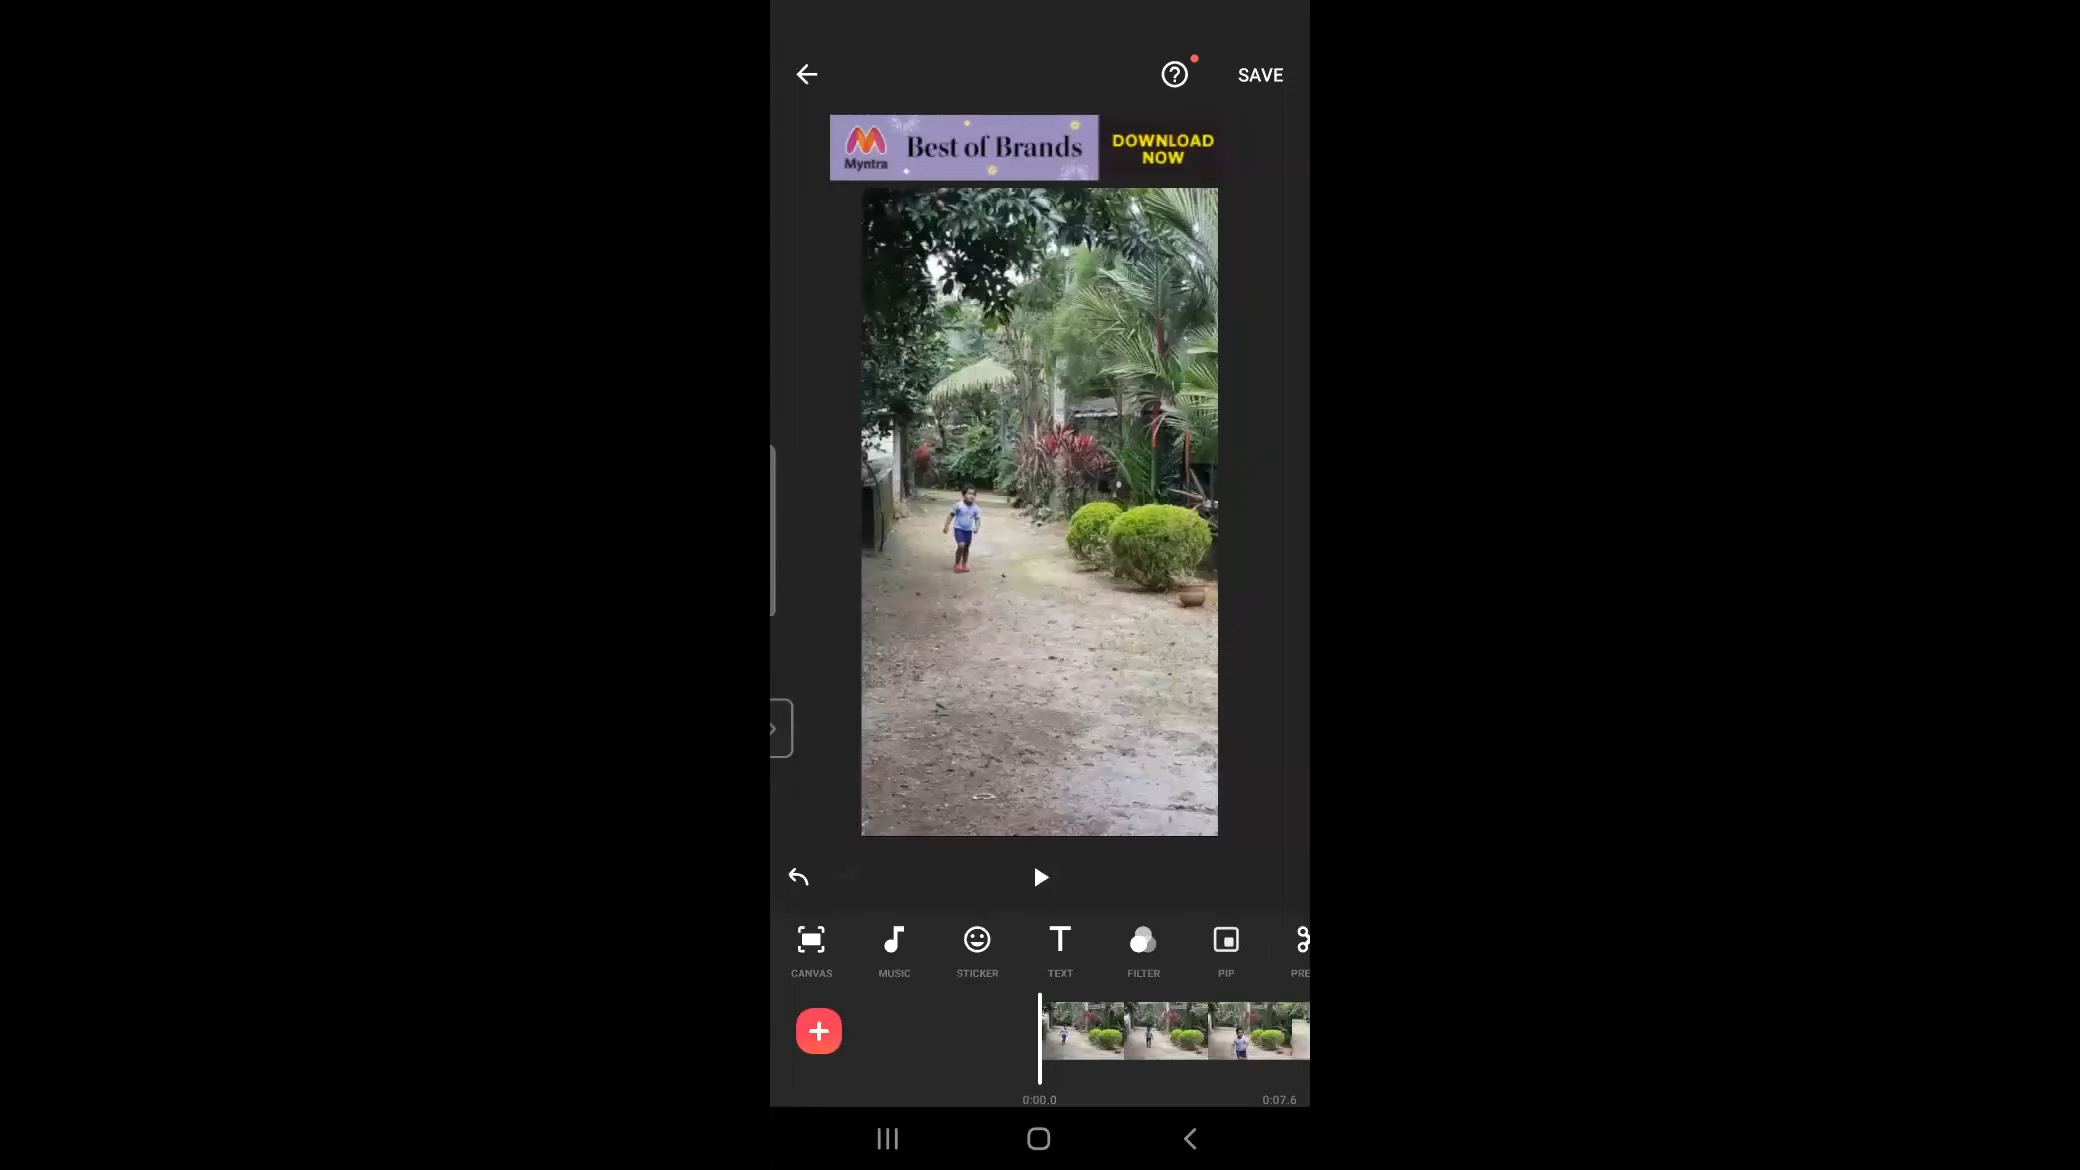 SAVE
Myntra
Best of Brands
DOWNLOAD
NOW
CANVAS
MUSIC
STICKER
TEXT
FILTER
PIP
PRE
0:00.0
0:07.6